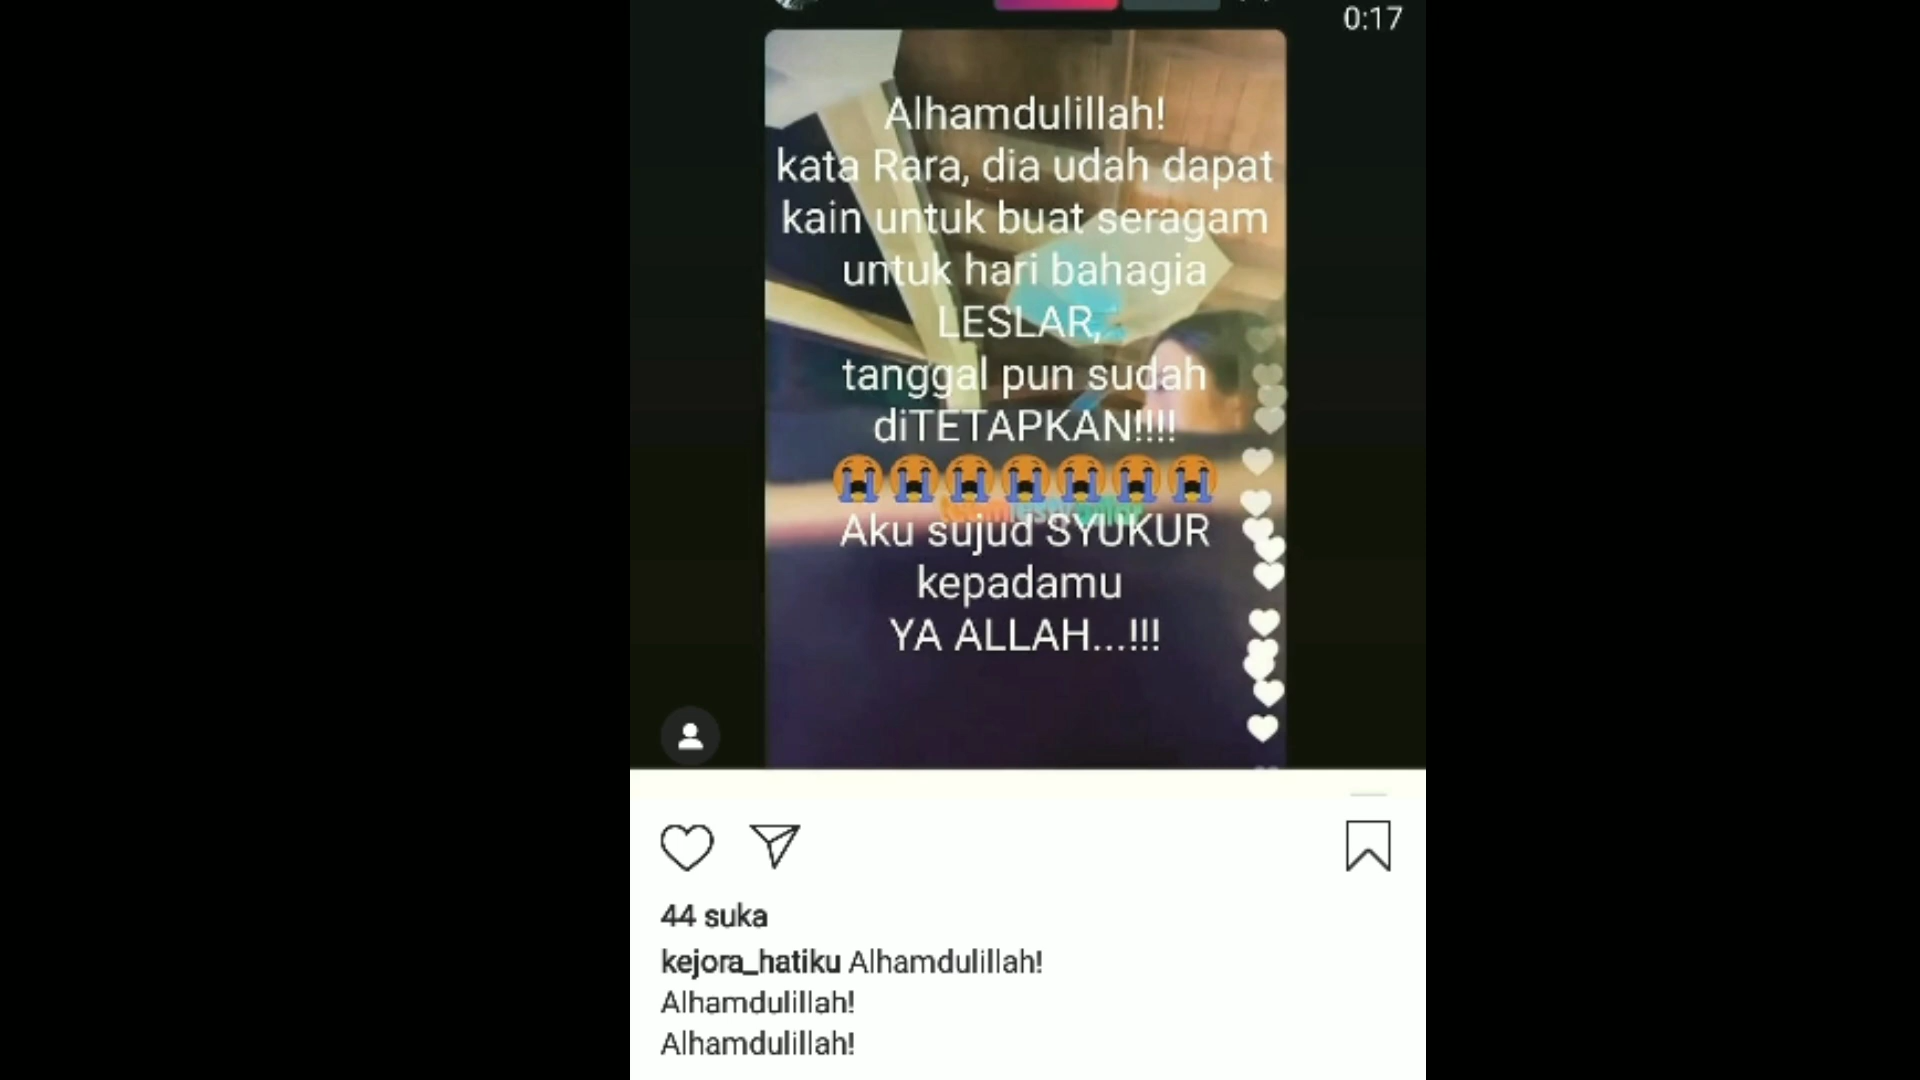 0:17
Alhamdulillah!
kata Rara, dia udah dapat
kain untuk buat seragam
untuk hari bahagia
LESLAR,
tanggal pun sudah
diTETAPKAN!!!!
😭😭😭😭😭😭😭
Aku sujud SYUKUR
kepadamu
YA ALLAH...!!!
44 suka
kejora_hatiku Alhamdulillah!
Alhamdulillah!
Alhamdulillah!